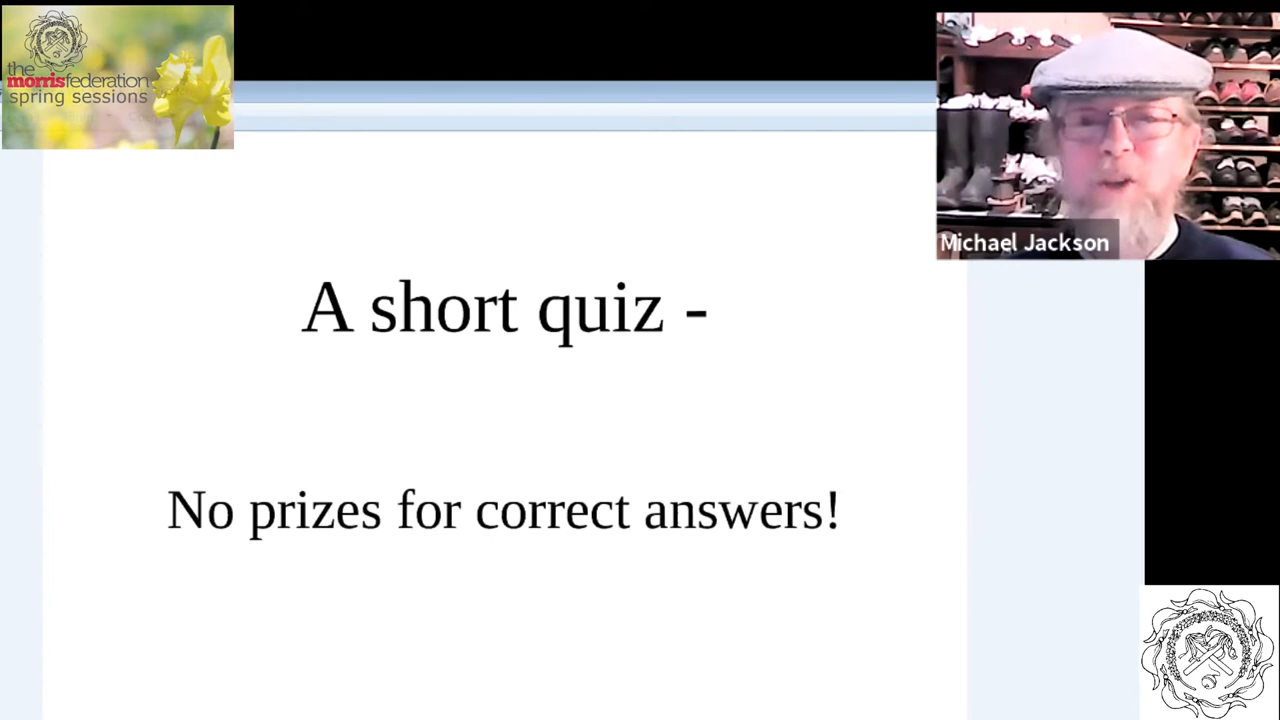 the
morrisfederation
spring sessions
Michael Jackson
A short quiz -
No prizes for correct answers!